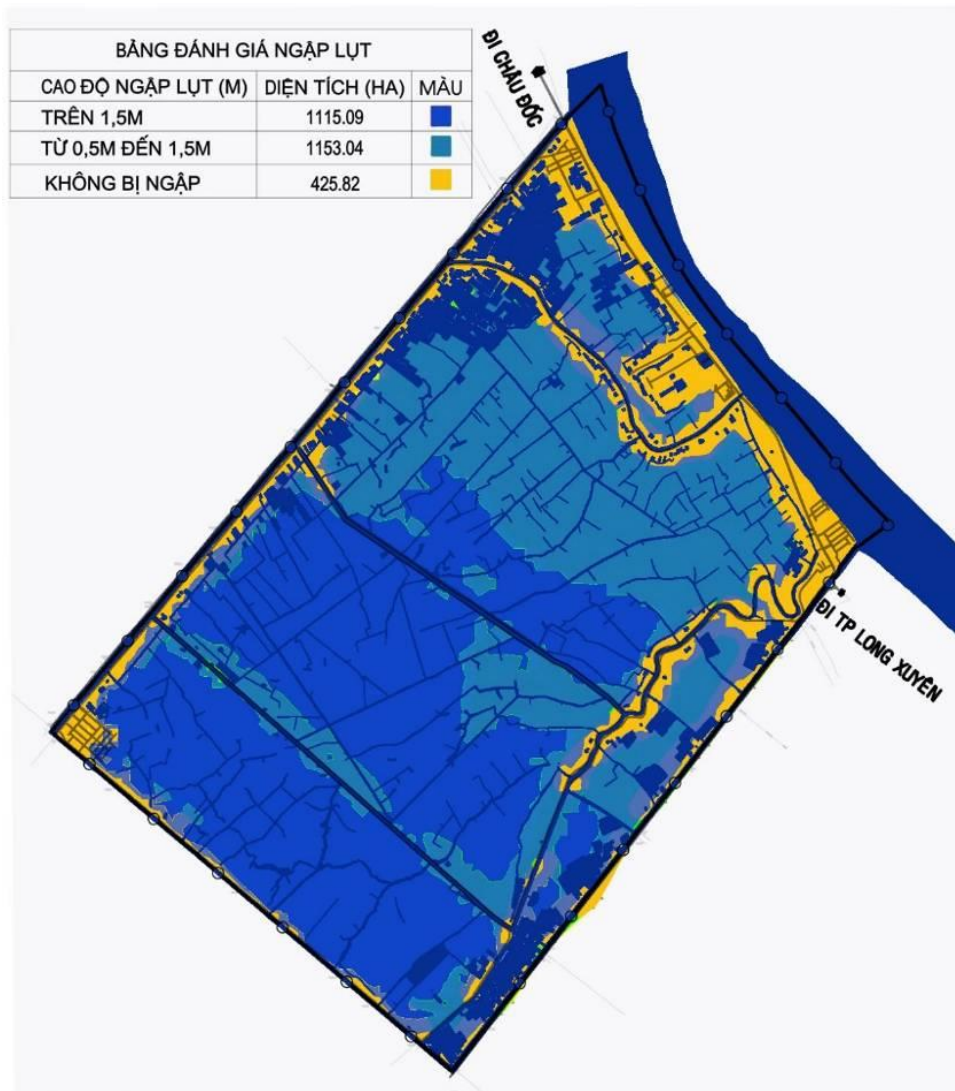 BẢNG ĐÁNH GIÁ NGẬP LỤT
CAO ĐỘ NGẬP LỤT (M) DIỆN TÍCH (HA) MÀU
TRÊN 1,5M 1115.09
TỪ 0,5M ĐẾN 1,5M 1153.04
KHÔNG BỊ NGẬP 425.82
ĐI CHÂU ĐỐC
ĐI TP LONG XUYÊN